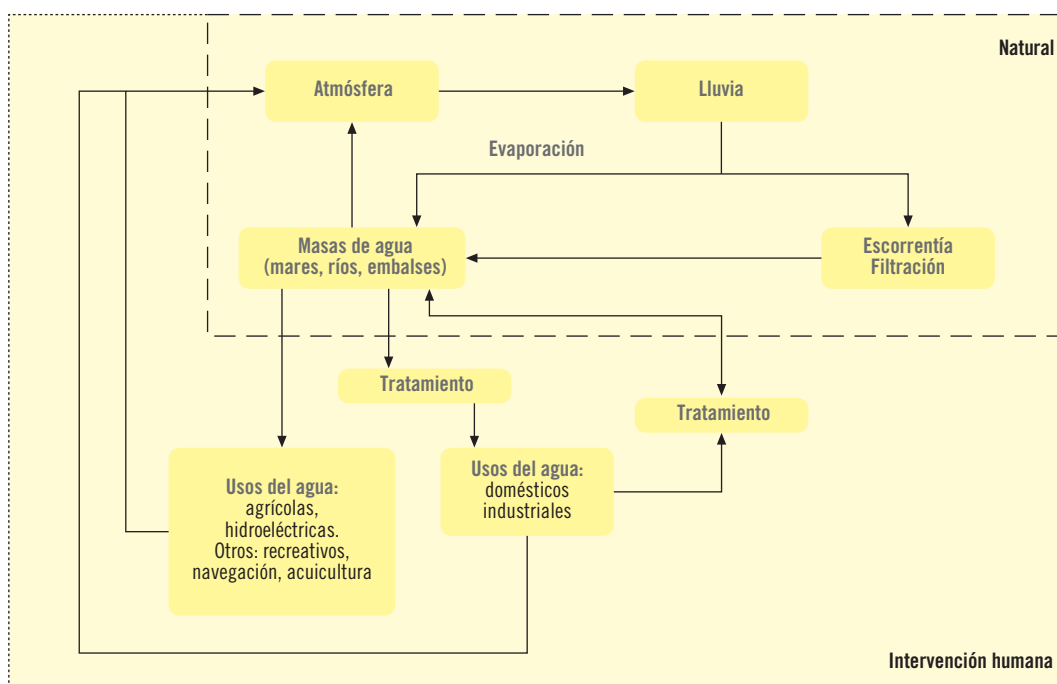 Natural
Atmósfera
Lluvia
Evaporación
Masas de agua
(mares, ríos, embalses)
Escorrentía
Filtración
Tratamiento
Tratamiento
Usos del agua:
agrícolas,
hidroeléctricas.
Otros: recreativos,
navegación, acuicultura
Usos del agua:
domésticos
industriales
Intervención humana